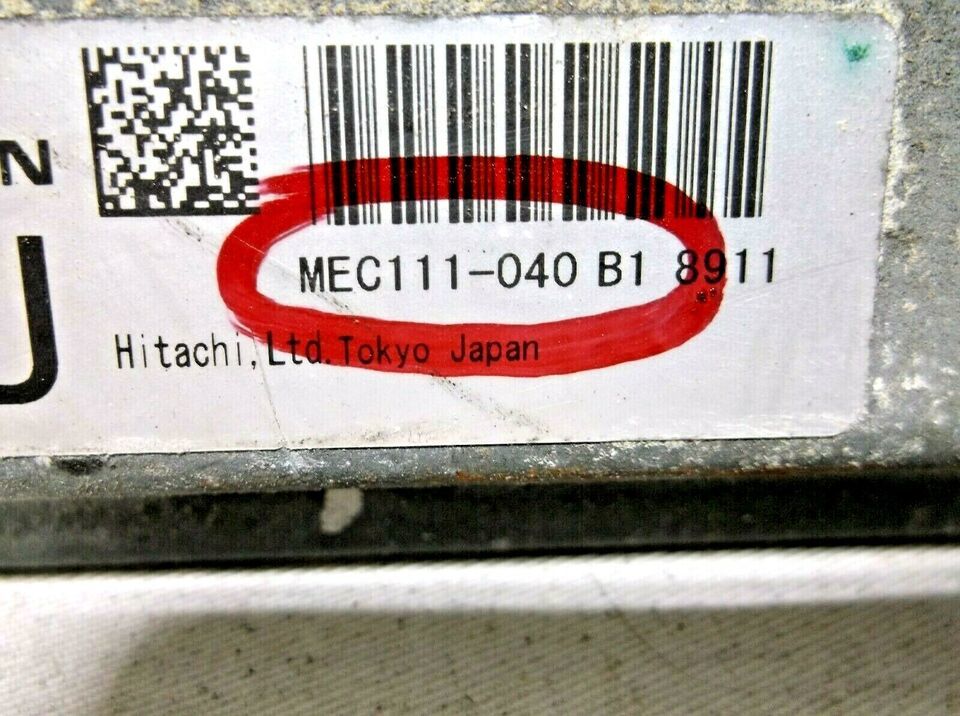 N
U
MEC111-040 B1 8911
Hitachi, Ltd. Tokyo Japan